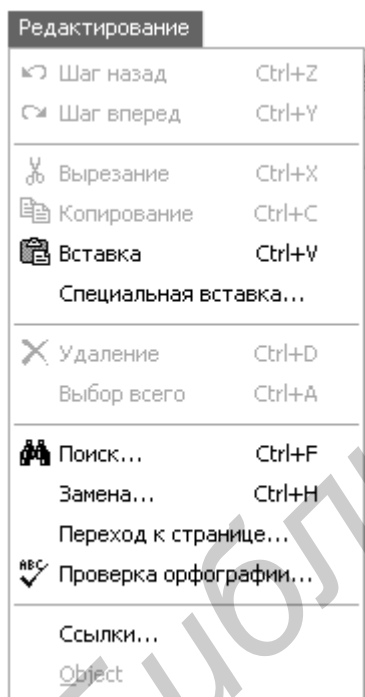 Редактирование
Шаг назад Ctrl+Z
Шаг вперед Ctrl+Y
Вырезание Ctrl+X
Копирование Ctrl+C
Вставка Ctrl+V
Специальная вставка...
Удаление Ctrl+D
Выбор всего Ctrl+A
Поиск... Ctrl+F
Замена... Ctrl+H
Переход к странице...
ABC Проверка орфографии...
Ссылки...
Object